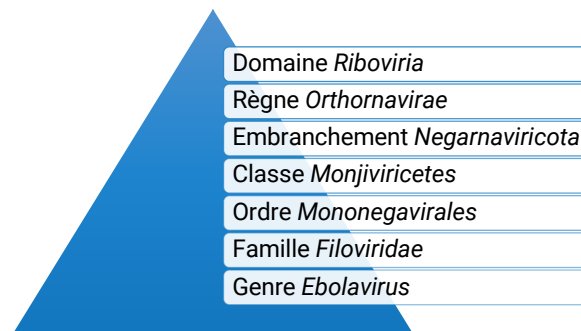 Domaine Riboviria
Règne Orthornavirae
Embranchement Negarnaviricota
Classe Monjiviricetes
Ordre Mononegavirales
Famille Filoviridae
Genre Ebolavirus